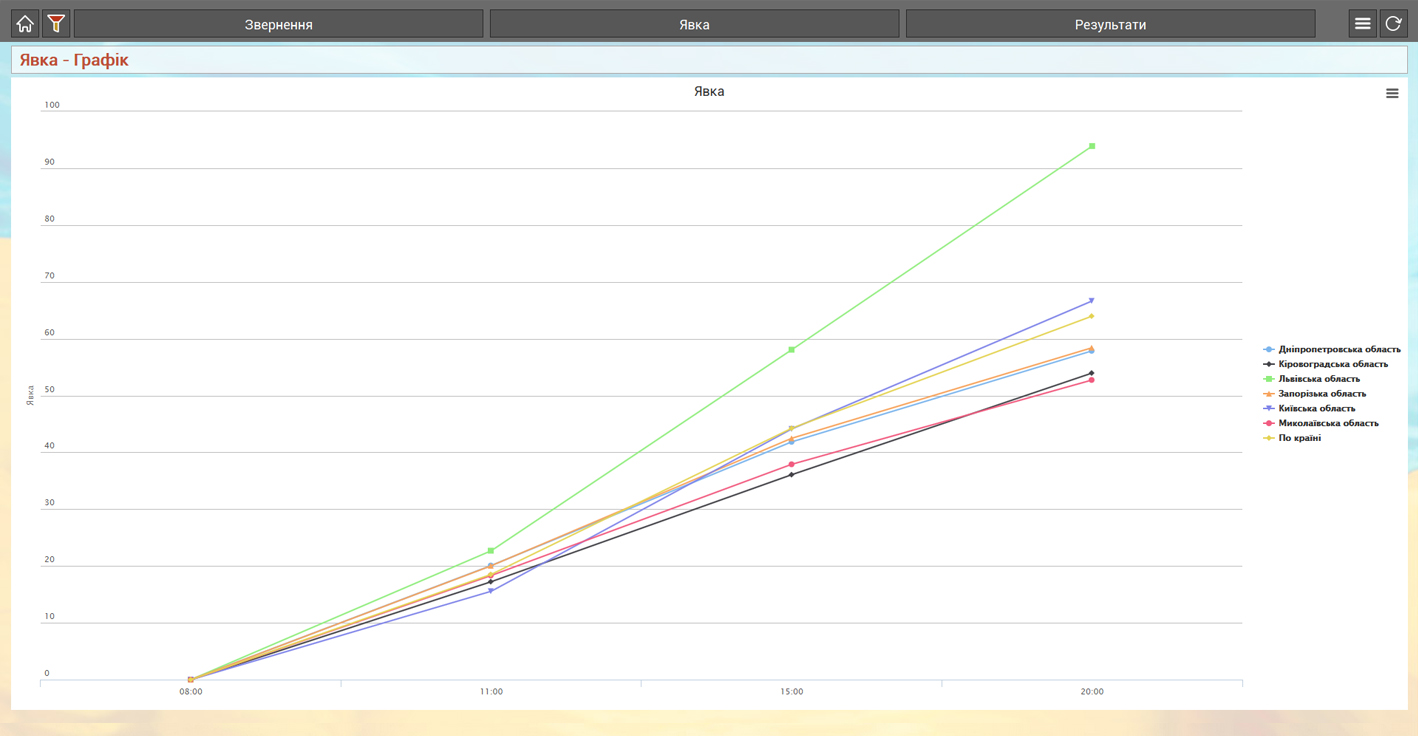 Звернення
Явка
Результати
Явка - Графік
Явка
100
90
80
70
60
50
40
30
20
10
0
Явка
08:00
11:00
15:00
20:00
Дніпропетровська область
Кіровоградська область
Львівська область
Запорізька область
Київська область
Миколаївська область
По країні